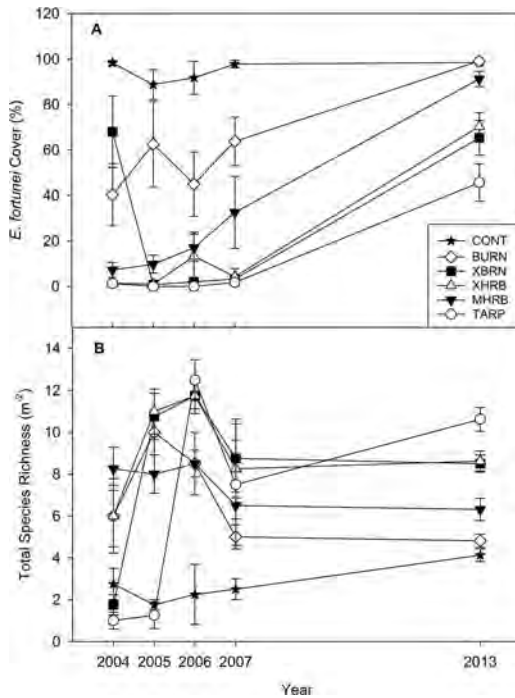 120
A
100
80
60
40
20
0
E. fortunei Cover (%)
CONT
BURN
XBRN
XHRB
MHRB
TARP
B
14
12
10
8
6
4
2
0
Total Species Richness (m-2)
2004 2005 2006 2007 2013
Year